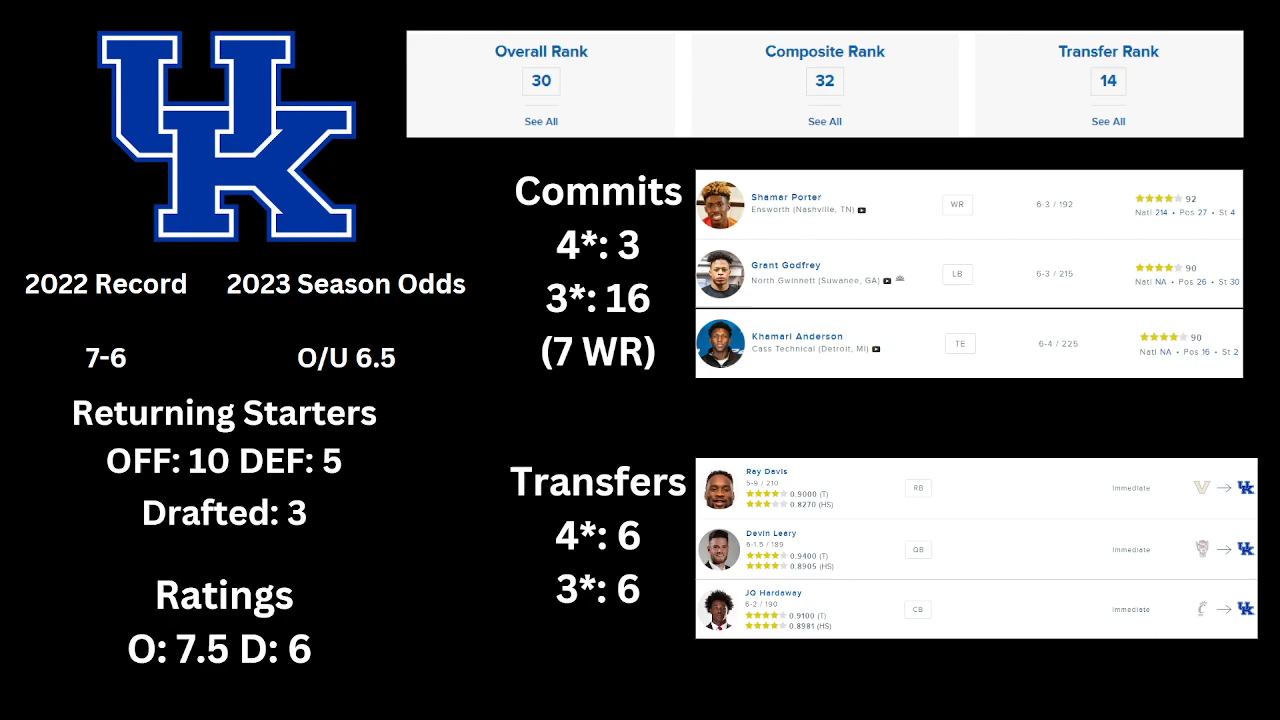 UK
2022 Record 2023 Season Odds
7-6 O/U 6.5
Returning Starters
OFF: 10 DEF: 5
Drafted: 3
Ratings
O: 7.5 D: 6
Overall Rank
30
See All
Composite Rank
32
See All
Transfer Rank
14
See All
Commits
4*: 3
3*: 16
(7 WR)
Shamar Porter
Ensworth (Nashville, TN)
WR
6-3 / 192
92
Natl 214 • Pos 27 • St 4
Grant Godfrey
North Gwinnett (Suwanee, GA)
LB
6-3 / 215
90
Natl NA • Pos 26 • St 30
Khamari Anderson
Cass Technical (Detroit, MI)
TE
6-4 / 225
90
Natl NA • Pos 16 • St 2
Transfers
4*: 6
3*: 6
Ray Davis
5-9 / 210
0.9000 (T)
0.8270 (HS)
RB
Immediate
Devin Leary
6-1.5 / 189
0.9400 (T)
0.8905 (HS)
QB
Immediate
JQ Hardaway
6-2 / 190
0.9100 (T)
0.8981 (HS)
CB
Immediate